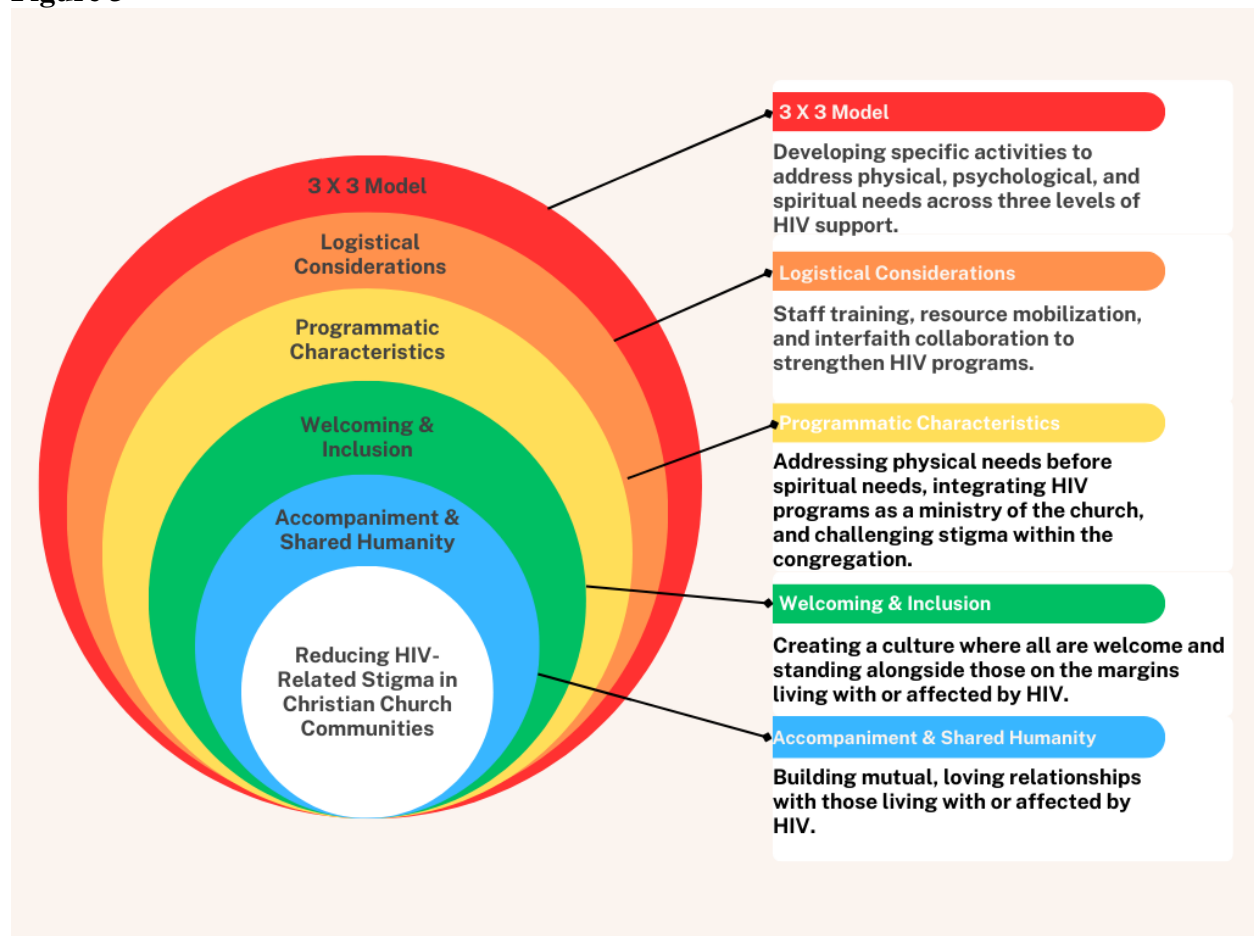 3 X 3 Model
Logistical
Considerations
Programmatic
Characteristics
Welcoming &
Inclusion
Accompaniment &
Shared Humanity
Reducing HIV-
Related Stigma in
Christian Church
Communities
3 X 3 Model
Developing specific activities to
address physical, psychological, and
spiritual needs across three levels of
HIV support.
Logistical Considerations
Staff training, resource mobilization,
and interfaith collaboration to
strengthen HIV programs.
Programmatic Characteristics
Addressing physical needs before
spiritual needs, integrating HIV
programs as a ministry of the church,
and challenging stigma within the
congregation.
Welcoming & Inclusion
Creating a culture where all are welcome and
standing alongside those on the margins
living with or affected by HIV.
Accompaniment & Shared Humanity
Building mutual, loving relationships
with those living with or affected by
HIV.